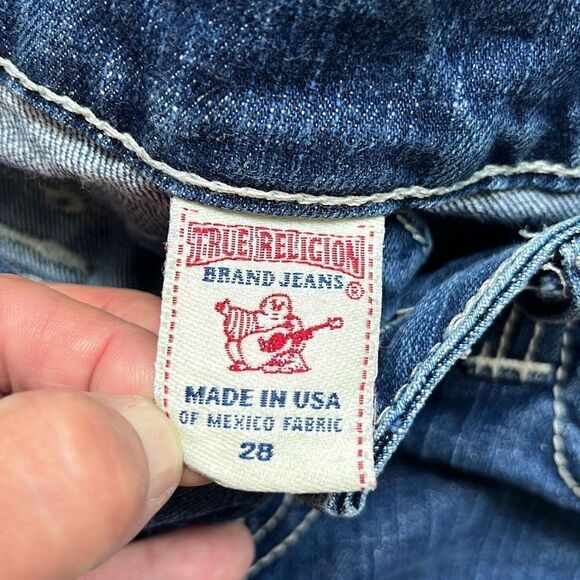 TRUE RELIGION
BRAND JEANS ®
MADE IN USA
OF MEXICO FABRIC
28